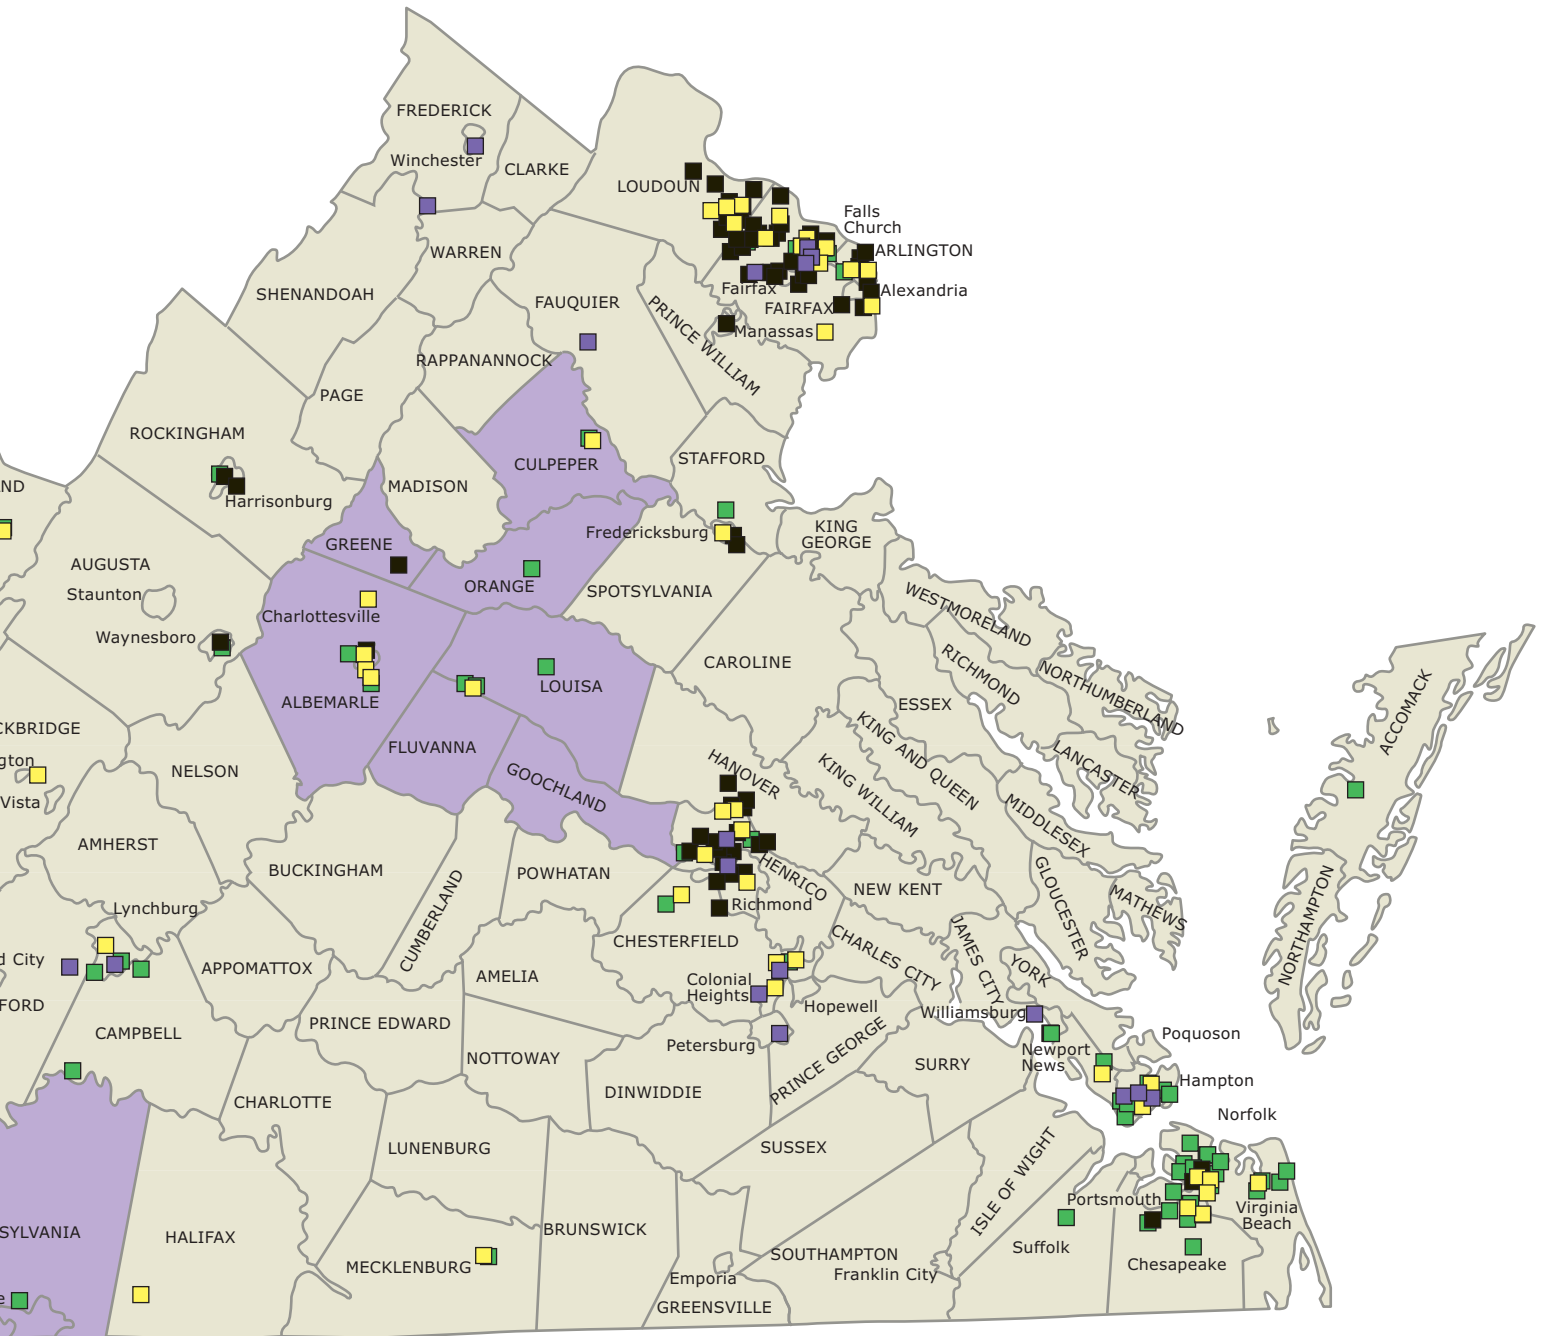 FREDERICK
Winchester
CLARKE
LOUDOUN
Falls
Church
ARLINGTON
WARREN
SHENANDOAH
Fairfax
FAIRFAX
Alexandria
FAUQUIER
PRINCE WILLIAM
Manassas
RAPPANANNOCK
PAGE
ROCKINGHAM
CULPEPER
STAFFORD
ND
MADISON
Harrisonburg
Fredericksburg
KING
GEORGE
GREENE
AUGUSTA
ORANGE
SPOTSYLVANIA
Staunton
Charlottesville
WESTMORELAND
Waynesboro
CAROLINE
RICHMOND
NORTHUMBERLAND
ALBEMARLE
LOUISA
ESSEX
ACCOMACK
CKBRIDGE
FLUVANNA
KING AND QUEEN
gton
NELSON
GOOCHLAND
HANOVER
KING WILLIAM
LANCASTER
Vista
MIDDLESEX
AMHERST
BUCKINGHAM
POWHATAN
HENRICO
NEW KENT
GLOUCESTER
MATHEWS
Lynchburg
CUMBERLAND
Richmond
NORTHAMPTON
d City
APPOMATTOX
AMELIA
CHESTERFIELD
CHARLES CITY
JAMES CITY
YORK
FORD
Colonial
Heights
Hopewell
Williamsburg
CAMPBELL
PRINCE EDWARD
NOTTOWAY
Petersburg
PRINCE GEORGE
SURRY
Newport
News
Poquoson
CHARLOTTE
DINWIDDIE
Hampton
Norfolk
LUNENBURG
SUSSEX
ISLE OF WIGHT
Portsmouth
Virginia
Beach
SYLVANIA
HALIFAX
BRUNSWICK
SOUTHAMPTON
Suffolk
Chesapeake
MECKLENBURG
Emporia
Franklin City
e
GREENSVILLE